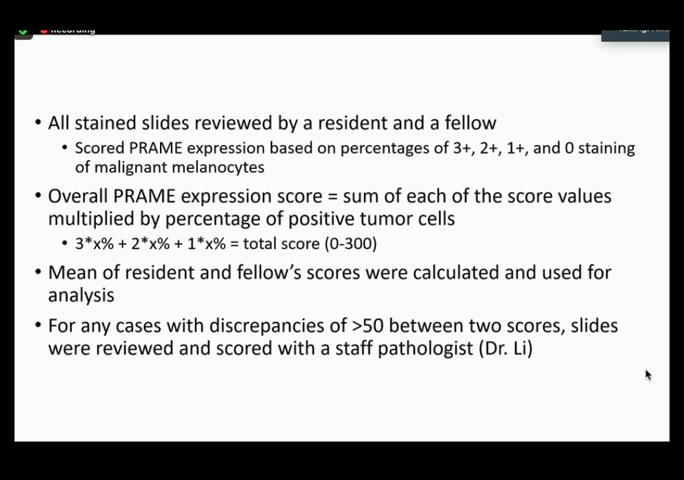 • All stained slides reviewed by a resident and a fellow
• Scored PRAME expression based on percentages of 3+, 2+, 1+, and 0 staining
of malignant melanocytes
• Overall PRAME expression score = sum of each of the score values
multiplied by percentage of positive tumor cells
• 3*x% + 2*x% + 1*x% = total score (0-300)
• Mean of resident and fellow's scores were calculated and used for
analysis
• For any cases with discrepancies of >50 between two scores, slides
were reviewed and scored with a staff pathologist (Dr. Li)